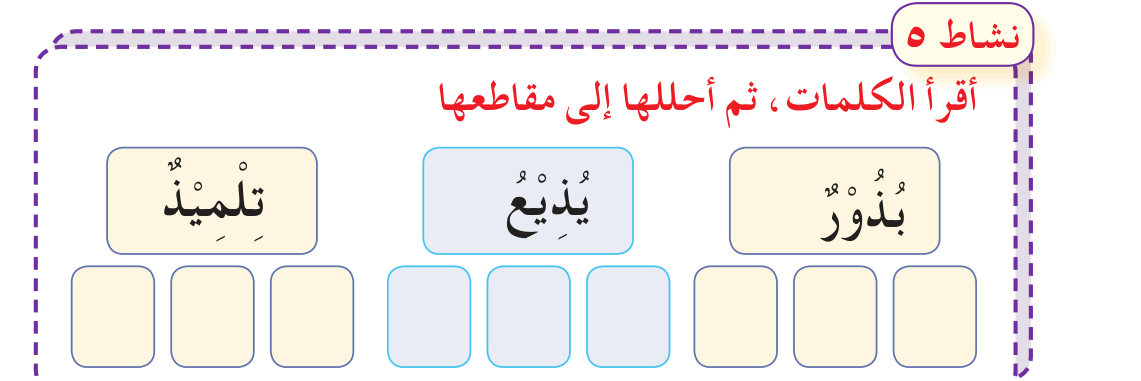 نشاط ٥
أقرأ الكلمات، ثم أحللها إلى مقاطعها
بُذُوْرٌ يُذِيْعُ تِلْمِيْذٌ